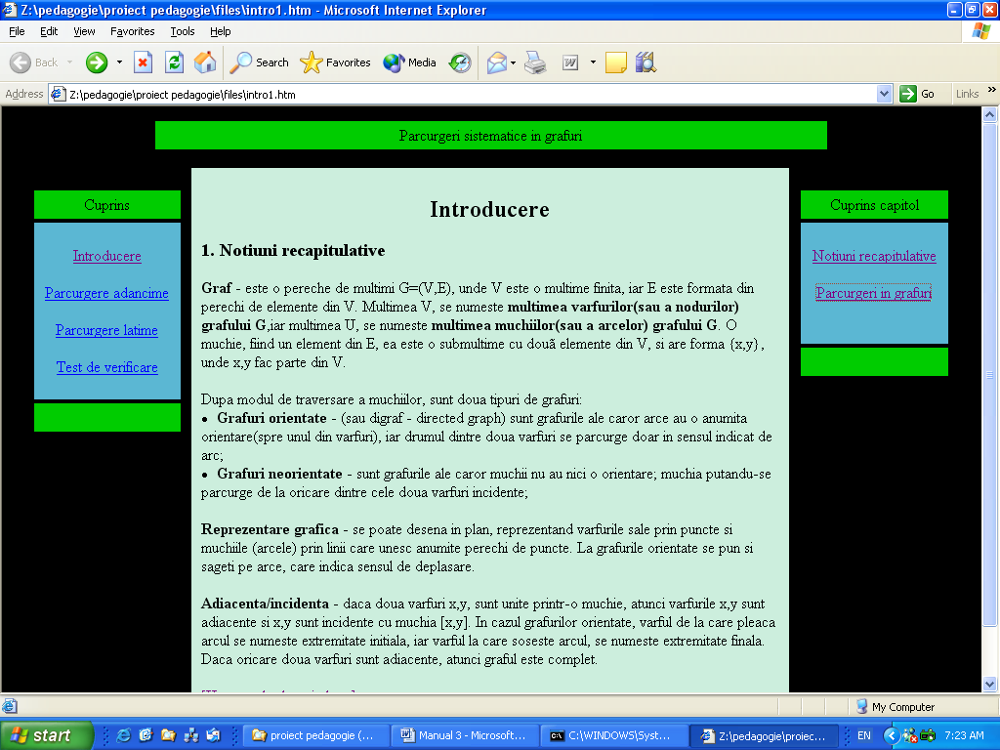 Z:\pedagogie\proiect pedagogie\files\intro1.htm - Microsoft Internet Explorer
File Edit View Favorites Tools Help
Back Search Favorites Media
Address Z:\pedagogie\proiect pedagogie\files\intro1.htm Go Links »
Parcurgeri sistematice in grafuri
Cuprins
Introducere
Parcurgere adancime
Parcurgere latime
Test de verificare
Introducere
1. Notiuni recapitulative
Graf - este o pereche de multimi G=(V,E), unde V este o multime finita, iar E este formata din
perechi de elemente din V. Multimea V, se numeste multimea varfurilor(sau a nodurilor)
grafului G,iar multimea U, se numeste multimea muchiilor(sau a arcelor) grafului G. O
muchie, fiind un element din E, ea este o submultime cu două elemente din V, si are forma {x,y},
unde x,y fac parte din V.
Dupa modul de traversare a muchiilor, sunt doua tipuri de grafuri:
• Grafuri orientate - (sau digraf - directed graph) sunt grafurile ale caror arce au o anumita
orientare(spre unul din varfuri), iar drumul dintre doua varfuri se parcurge doar in sensul indicat de
arc;
• Grafuri neorientate - sunt grafurile ale caror muchii nu au nici o orientare; muchia putandu-se
parcurge de la oricare dintre cele doua varfuri incidente;
Reprezentare grafica - se poate desena in plan, reprezentand varfurile sale prin puncte si
muchiile (arcele) prin linii care unesc anumite perechi de puncte. La grafurile orientate se pun si
sageti pe arce, care indica sensul de deplasare.
Adiacenta/incidenta - daca doua varfuri x,y, sunt unite printr-o muchie, atunci varfurile x,y sunt
adiacente si x,y sunt incidente cu muchia [x,y]. In cazul grafurilor orientate, varful de la care pleaca
arcul se numeste extremitate initiala, iar varful la care soseste arcul, se numeste extremitate finala.
Daca oricare doua varfuri sunt adiacente, atunci graful este complet.
Cuprins capitol
Notiuni recapitulative
Parcurgeri in grafuri
My Computer
start proiect pedagogie (... Manual 3 - Microsoft... C:\WINDOWS\Syst... Z:\pedagogie\proiec... EN 7:23 AM